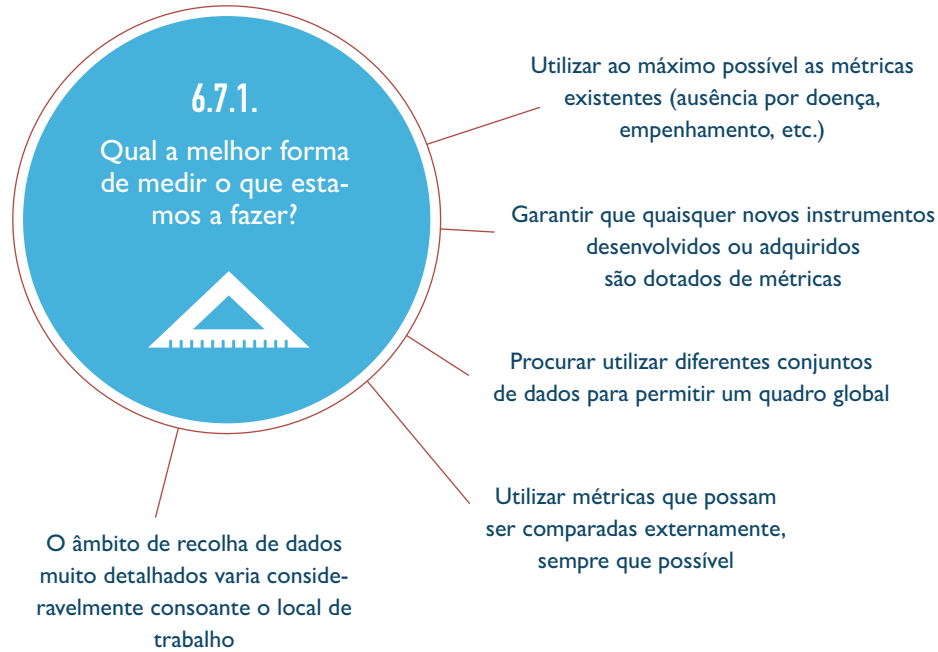 6.7.1.
Qual a melhor forma
de medir o que esta-
mos a fazer?
Utilizar ao máximo possível as métricas
existentes (ausência por doença,
empenhamento, etc.)
Garantir que quaisquer novos instrumentos
desenvolvidos ou adquiridos
são dotados de métricas
Procurar utilizar diferentes conjuntos
de dados para permitir um quadro global
Utilizar métricas que possam
ser comparadas externamente,
sempre que possível
O âmbito de recolha de dados
muito detalhados varia conside-
ravelmente consoante o local de
trabalho